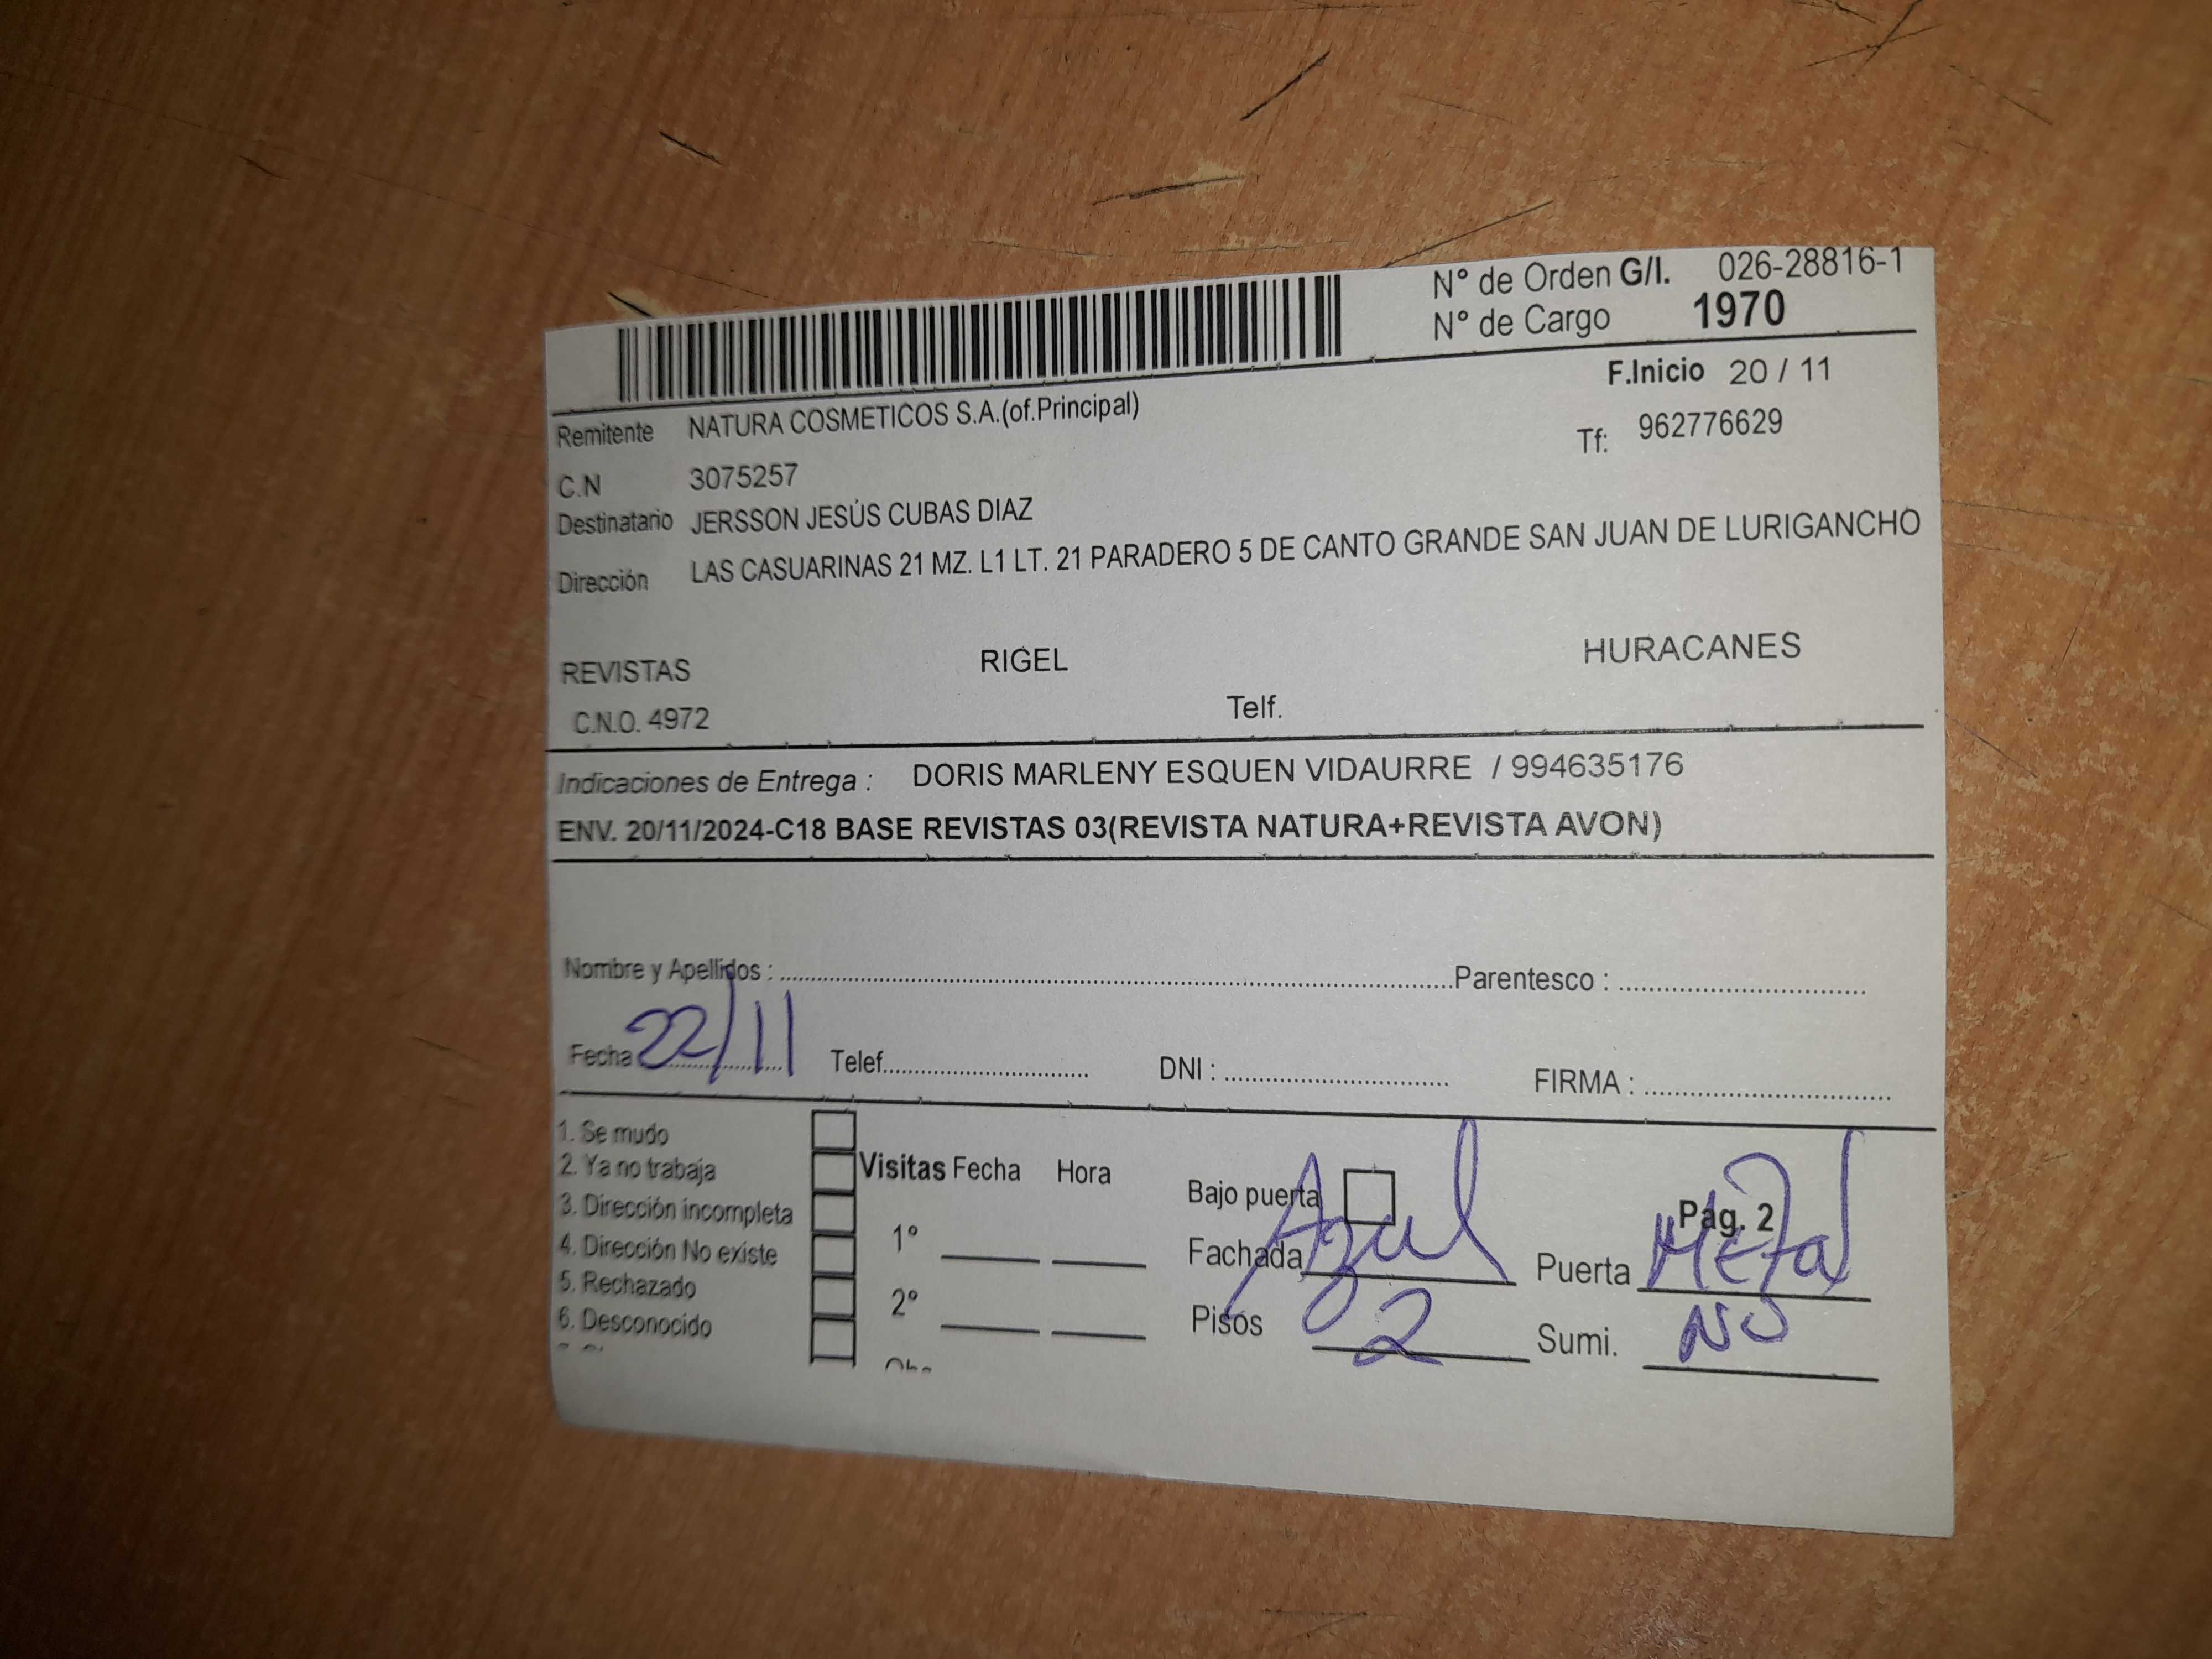 N° de Orden G/I. 026-28816-1
N° de Cargo 1970
F.Inicio 20 / 11
Remitente NATURA COSMETICOS S.A.(of.Principal)
Tf: 962776629
C.N 3075257
Destinatario JERSSON JESÚS CUBAS DIAZ
Dirección LAS CASUARINAS 21 MZ. L1 LT. 21 PARADERO 5 DE CANTO GRANDE SAN JUAN DE LURIGANCHO
REVISTAS RIGEL HURACANES
C.N.O. 4972 Telf.
Indicaciones de Entrega : DORIS MARLENY ESQUEN VIDAURRE / 994635176
ENV. 20/11/2024-C18 BASE REVISTAS 03(REVISTA NATURA+REVISTA AVON)
Nombre y Apellidos : Parentesco :
Fecha 22/11 Telef. DNI : FIRMA :
1. Se mudo
2. Ya no trabaja
3. Dirección incompleta
4. Dirección No existe
5. Rechazado
6. Desconocido
Visitas Fecha Hora
1°
2°
Bajo puerta
Pág. 2
Fachada Azul Puerta Metal
Pisos 2 Sumi. NO